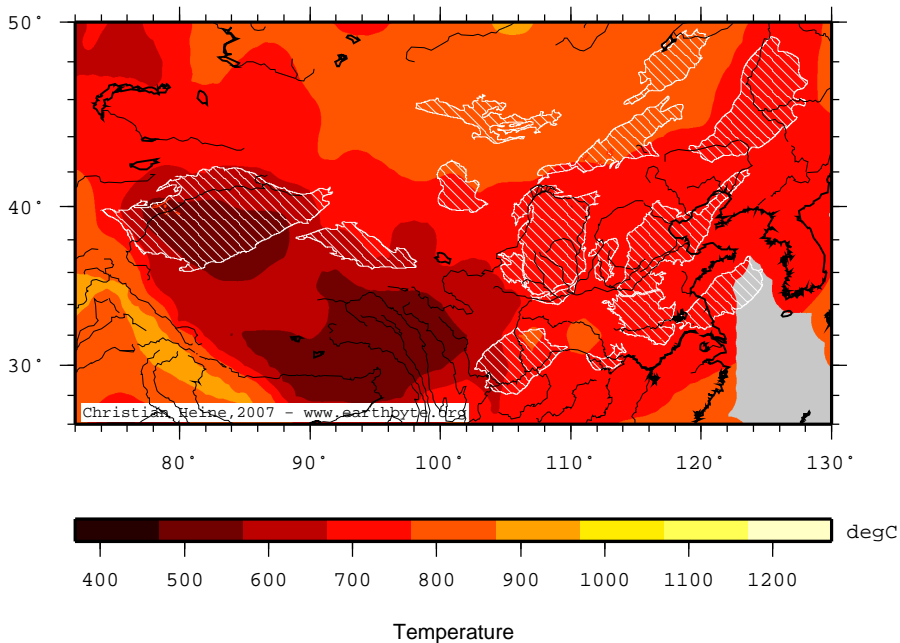 50°
40°
30°
Christian Heine,2007 - www.earthbyte.org
80° 90° 100° 110° 120° 130°
degC
400 500 600 700 800 900 1000 1100 1200
Temperature